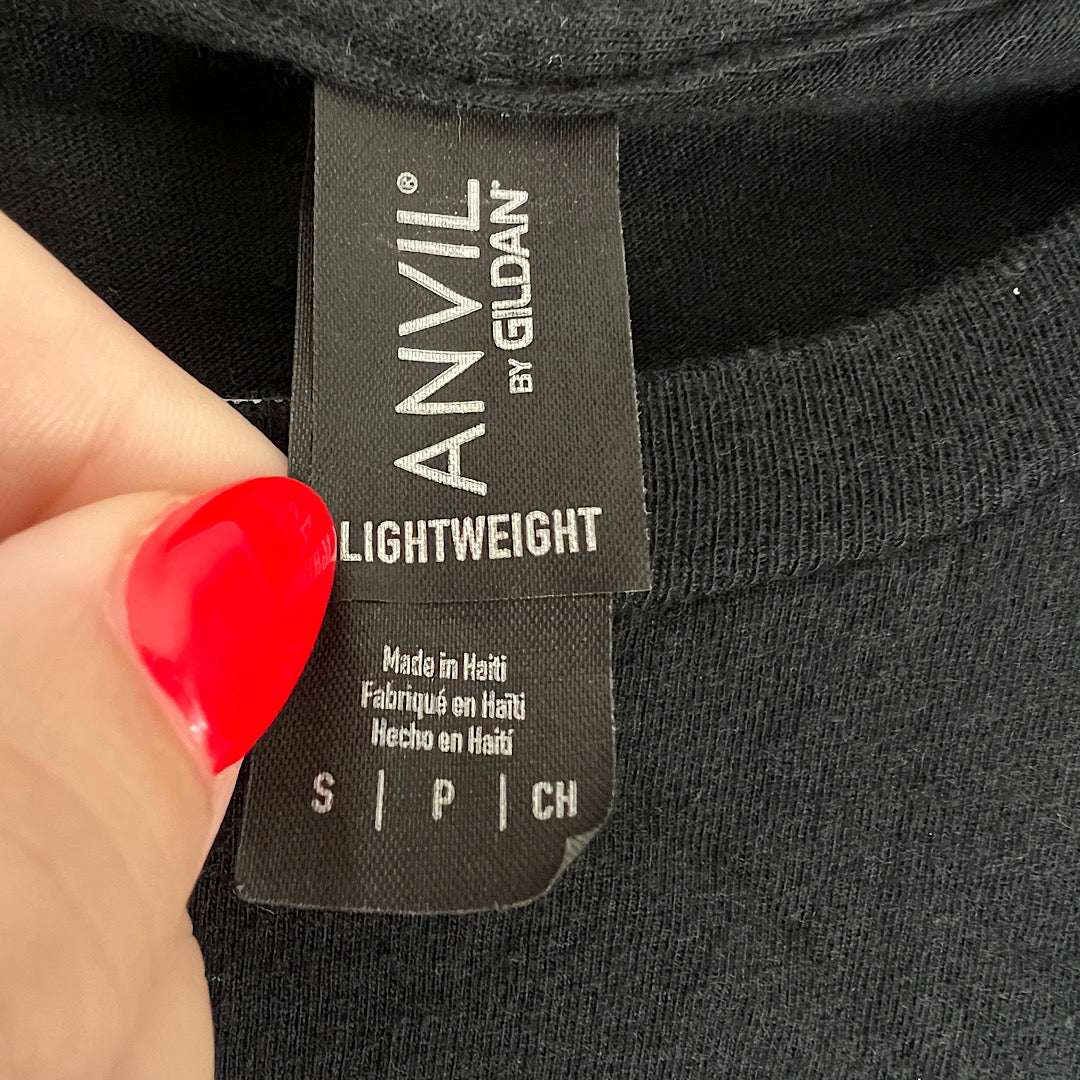 ANVIL®
BY GILDAN®
LIGHTWEIGHT
Made in Haiti
Fabriqué en Haïti
Hecho en Haití
S | P | CH